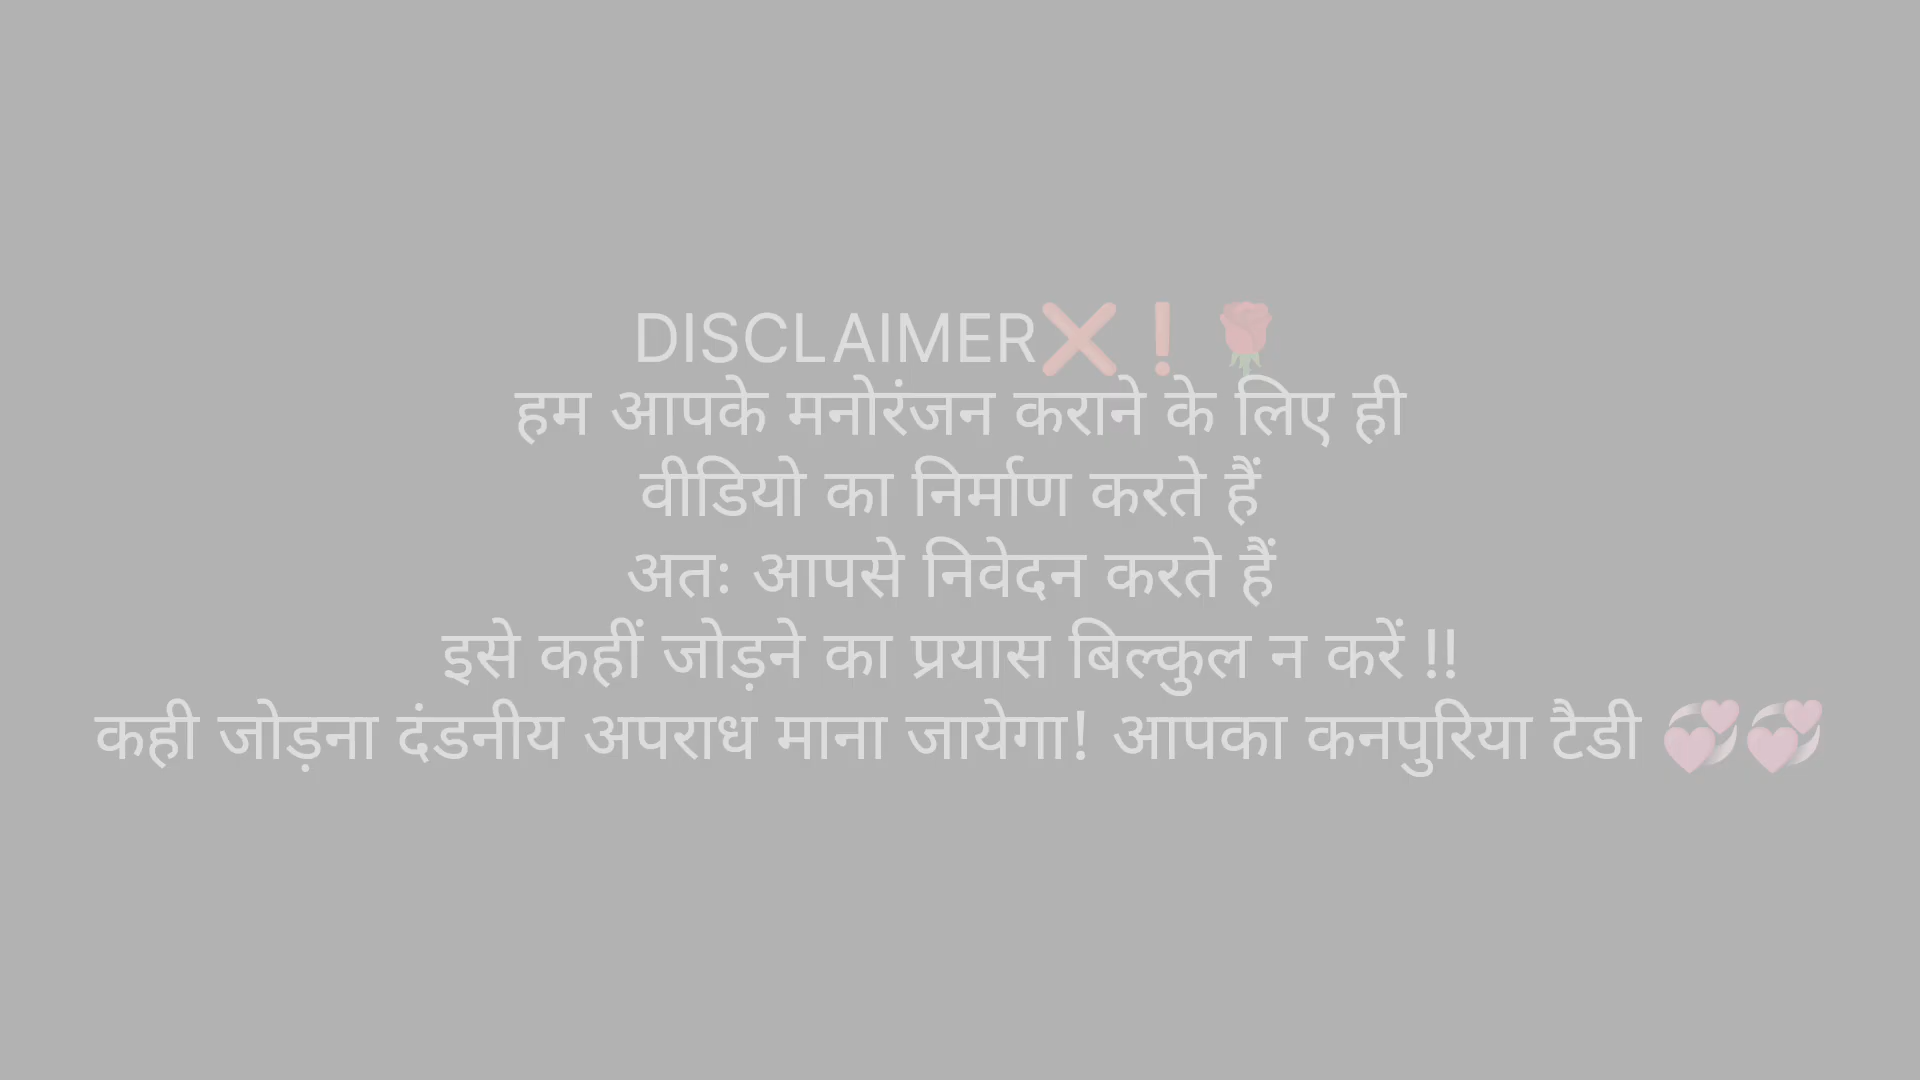 DISCLAIMER❌❗🌹
हम आपके मनोरंजन कराने के लिए ही
वीडियो का निर्माण करते हैं
अतः आपसे निवेदन करते हैं
इसे कहीं जोड़ने का प्रयास बिल्कुल न करें !!
कही जोड़ना दंडनीय अपराध माना जायेगा! आपका कनपुरिया टैडी 💞💞